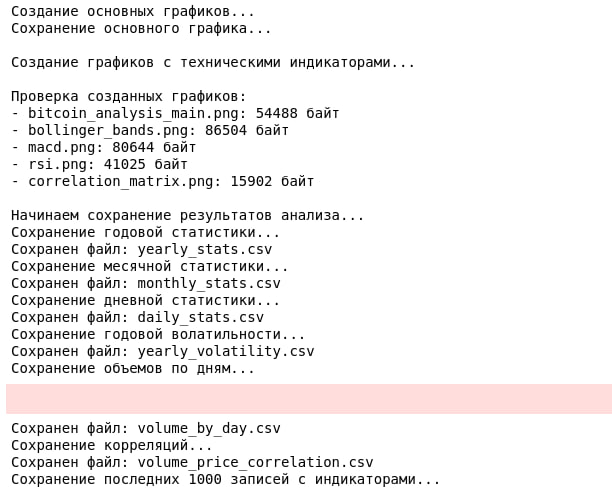 Создание основных графиков...
Сохранение основного графика...
Создание графиков с техническими индикаторами...
Проверка созданных графиков:
- bitcoin_analysis_main.png: 54488 байт
- bollinger_bands.png: 86504 байт
- macd.png: 80644 байт
- rsi.png: 41025 байт
- correlation_matrix.png: 15902 байт
Начинаем сохранение результатов анализа...
Сохранение годовой статистики...
Сохранен файл: yearly_stats.csv
Сохранение месячной статистики...
Сохранен файл: monthly_stats.csv
Сохранение дневной статистики...
Сохранен файл: daily_stats.csv
Сохранение годовой волатильности...
Сохранен файл: yearly_volatility.csv
Сохранение объемов по дням...
Сохранен файл: volume_by_day.csv
Сохранение корреляций...
Сохранен файл: volume_price_correlation.csv
Сохранение последних 1000 записей с индикаторами...